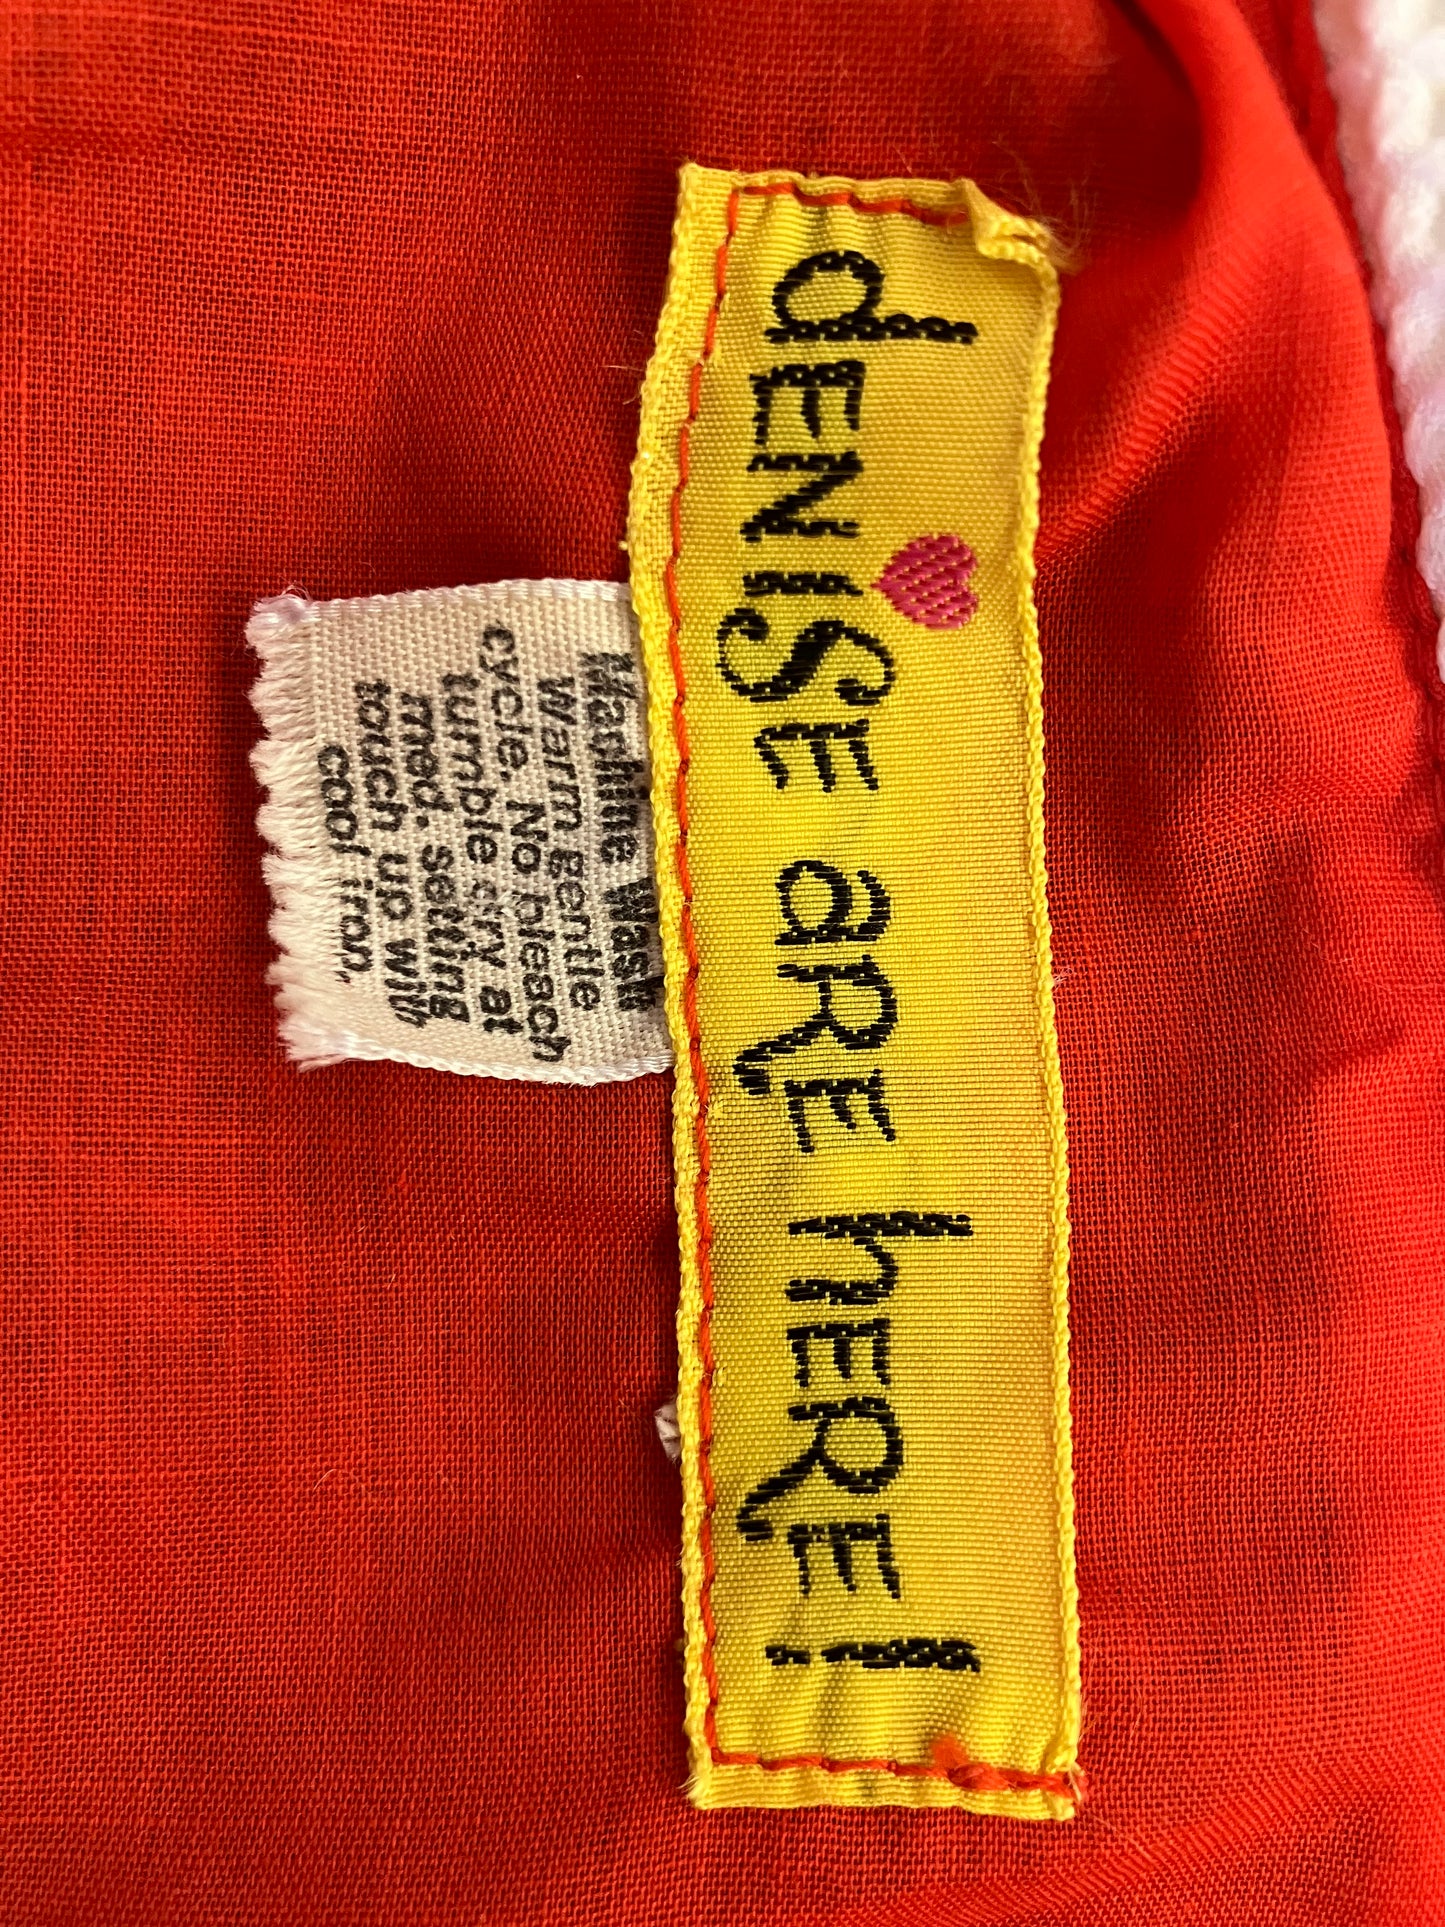 dENiSE aRE hERE!
Machine Wash
warm gentle
cycle. No bleach
tumble dry at
med. setting
touch up with
cool iron.